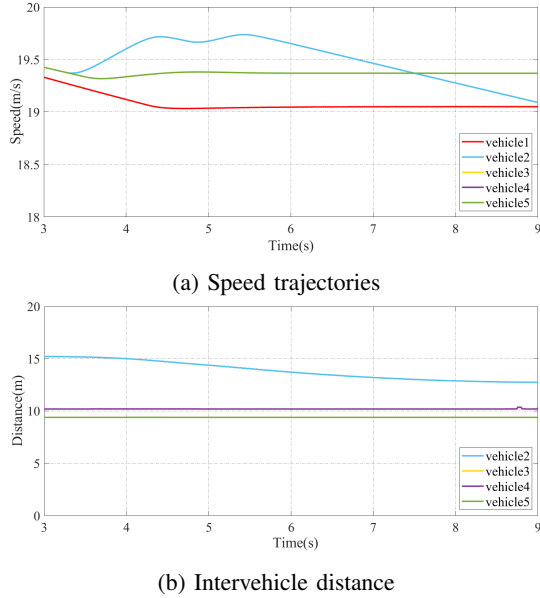 20
19.5
19
18.5
18
Speed(m/s)
vehicle1
vehicle2
vehicle3
vehicle4
vehicle5
3 4 5 6 7 8 9
Time(s)
(a) Speed trajectories
20
15
10
5
0
Distance(m)
vehicle2
vehicle3
vehicle4
vehicle5
3 4 5 6 7 8 9
Time(s)
(b) Intervehicle distance